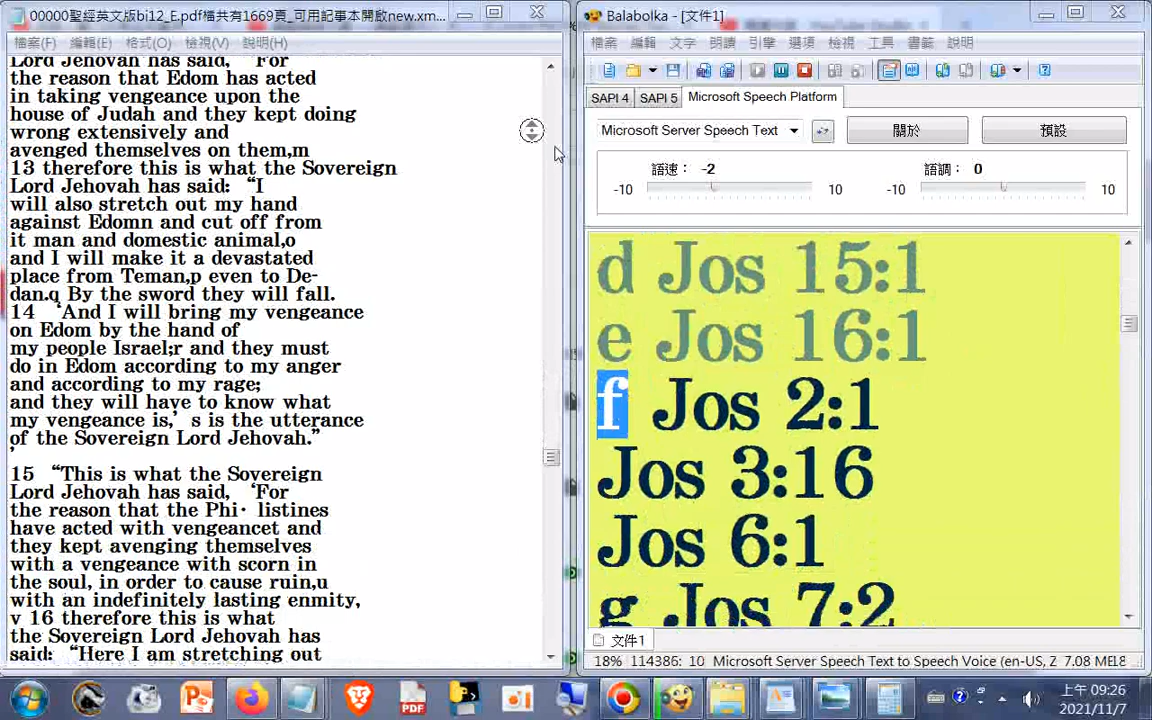 00000聖經英文版bi12_E.pdf檔共有1669頁_可用記事本開啟new.xm...
檔案(F) 編輯(E) 格式(O) 檢視(V) 說明(H)
Lord Jehovah has said, “For
the reason that Edom has acted
in taking vengeance upon the
house of Judah and they kept doing
wrong extensively and
avenged themselves on them,m
13 therefore this is what the Sovereign
Lord Jehovah has said: “I
will also stretch out my hand
against Edomn and cut off from
it man and domestic animal,o
and I will make it a devastated
place from Teman,p even to De-
dan.q By the sword they will fall.
14 ‘And I will bring my vengeance
on Edom by the hand of
my people Israel;r and they must
do in Edom according to my anger
and according to my rage;
and they will have to know what
my vengeance is,’ s is the utterance
of the Sovereign Lord Jehovah.”
’
15 “This is what the Sovereign
Lord Jehovah has said, ‘For
the reason that the Phi· listines
have acted with vengeancet and
they kept avenging themselves
with a vengeance with scorn in
the soul, in order to cause ruin,u
with an indefinitely lasting enmity,
v 16 therefore this is what
the Sovereign Lord Jehovah has
said: “Here I am stretching out
Balabolka - [文件1]
檔案 編輯 文字 朗讀 引擎 選項 檢視 工具 書籤 說明
SAPI 4 SAPI 5 Microsoft Speech Platform
Microsoft Server Speech Text 關於 預設
語速： -2 語調： 0
-10 10 -10 10
d Jos 15:1
e Jos 16:1
f Jos 2:1
Jos 3:16
Jos 6:1
g Jos 7:2
文件1
18% 114386: 10 Microsoft Server Speech Text to Speech Voice (en-US, Z 7.08 МЕ18
PDF
上午 09:26
2021/11/7